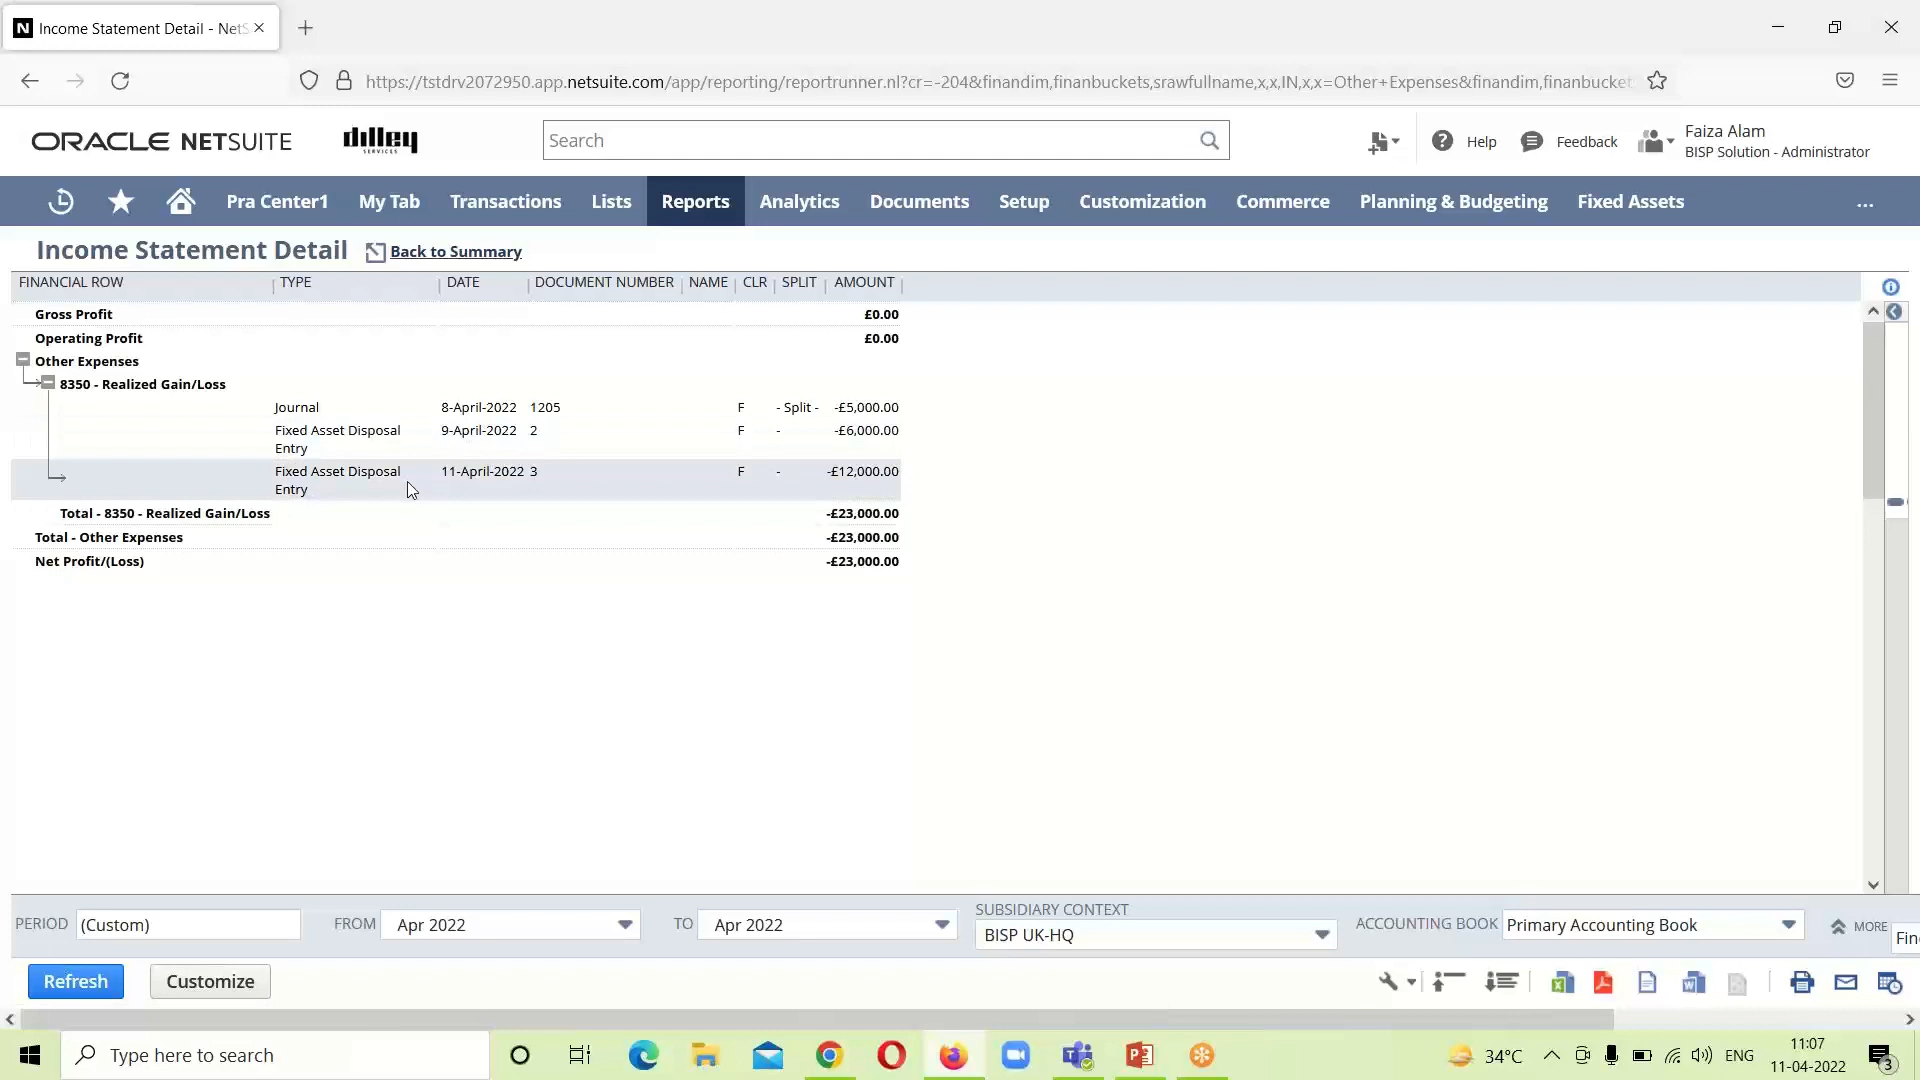 Income Statement Detail - NetS
https://tstdrv2072950.app.netsuite.com/app/reporting/reportrunner.nl?cr=-204&finandim,finanbuckets,srawfullname,x,x,IN,x,x=Other+Expenses&finandim,finanbucket
ORACLE NETSUITE
dilley
SERVICES
Search
Help
Feedback
Faiza Alam
BISP Solution - Administrator
Pra Center1 My Tab Transactions Lists Reports Analytics Documents Setup Customization Commerce Planning & Budgeting Fixed Assets ...
Income Statement Detail Back to Summary
FINANCIAL ROW TYPE DATE DOCUMENT NUMBER NAME CLR SPLIT AMOUNT
Gross Profit £0.00
Operating Profit £0.00
Other Expenses
8350 - Realized Gain/Loss
Journal 8-April-2022 1205 F - Split - -£5,000.00
Fixed Asset Disposal 9-April-2022 2 F - -£6,000.00
Entry
Fixed Asset Disposal 11-April-2022 3 F - -£12,000.00
Entry
Total - 8350 - Realized Gain/Loss -£23,000.00
Total - Other Expenses -£23,000.00
Net Profit/(Loss) -£23,000.00
PERIOD (Custom) FROM Apr 2022 TO Apr 2022
SUBSIDIARY CONTEXT
BISP UK-HQ
ACCOUNTING BOOK Primary Accounting Book MORE
Fin
Refresh Customize
Type here to search
34°C
ENG
11:07
11-04-2022
3